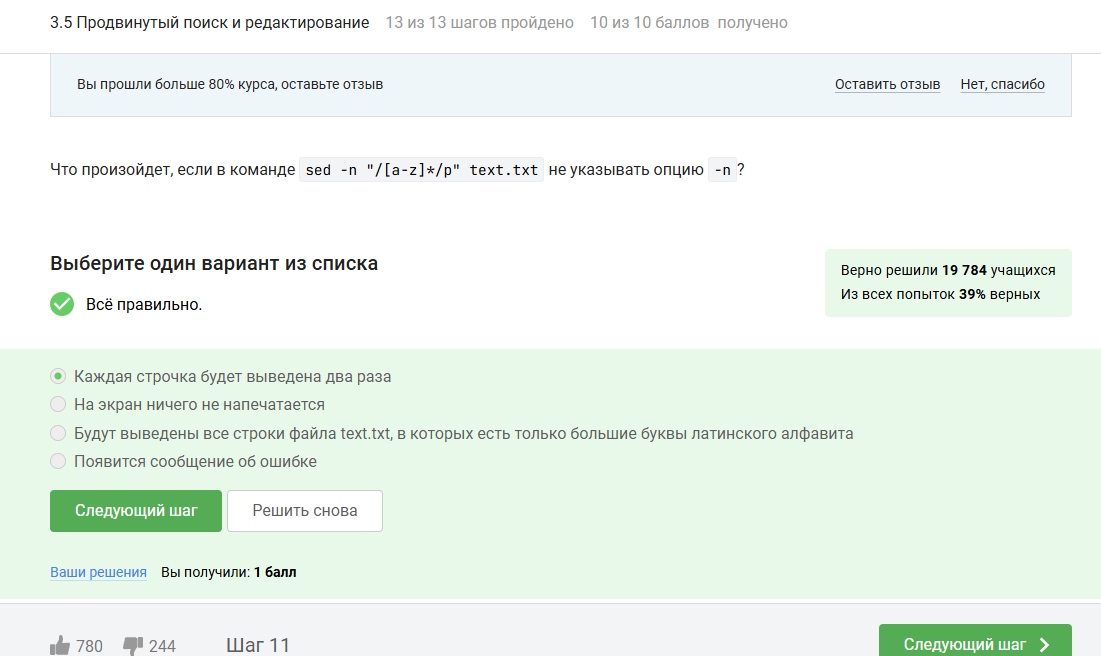 3.5 Продвинутый поиск и редактирование 13 из 13 шагов пройдено 10 из 10 баллов получено
Вы прошли больше 80% курса, оставьте отзыв Оставить отзыв Нет, спасибо
Что произойдет, если в команде sed -n "/[a-z]*/p" text.txt не указывать опцию -n?
Выберите один вариант из списка
Верно решили 19 784 учащихся
Из всех попыток 39% верных
Всё правильно.
Каждая строчка будет выведена два раза
На экран ничего не напечатается
Будут выведены все строки файла text.txt, в которых есть только большие буквы латинского алфавита
Появится сообщение об ошибке
Следующий шаг Решить снова
Ваши решения Вы получили: 1 балл
780 244 Шаг 11 Следующий шаг